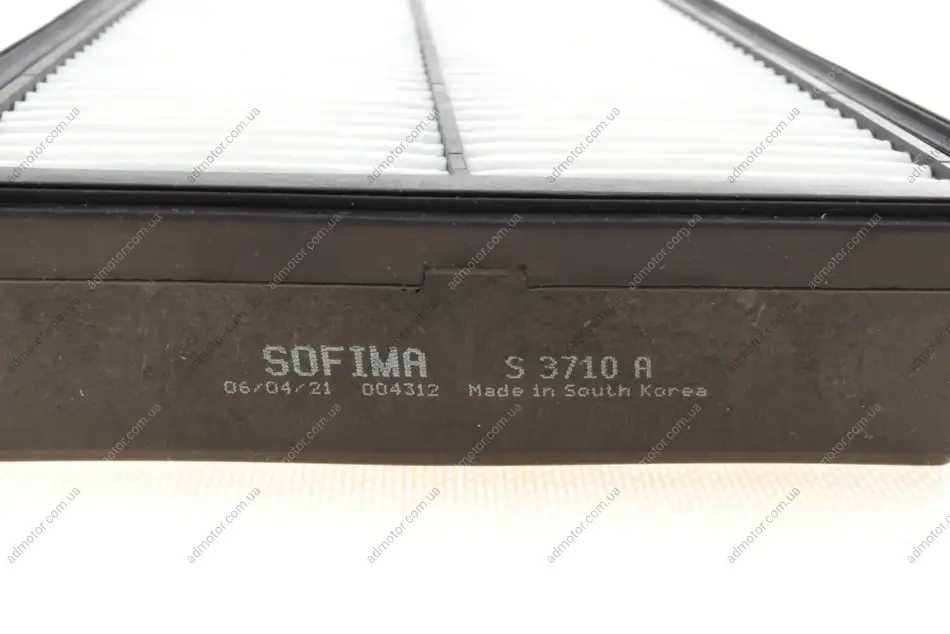 SOFIMA S 3710 A
06/04/21 004312 Made in South Korea
admotor.com.ua